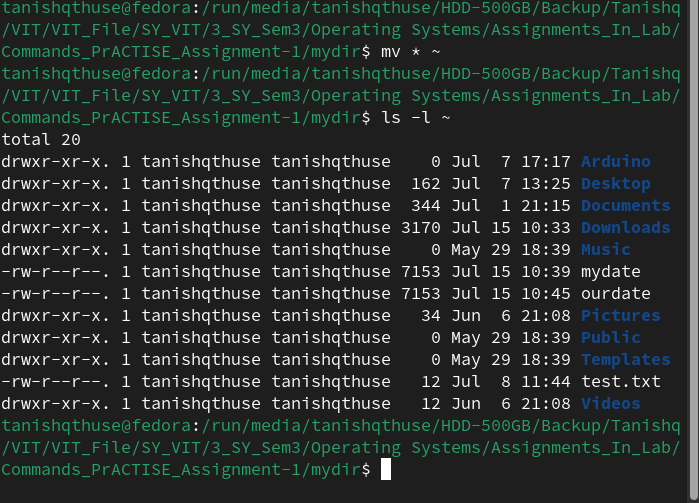 tanishqthuse@fedora:/run/media/tanishqthuse/HDD-500GB/Backup/Tanishq
/VIT/VIT_File/SY_VIT/3_SY_Sem3/Operating Systems/Assignments_In_Lab/
Commands_PrACTISE_Assignment-1/mydir$ mv * ~
tanishqthuse@fedora:/run/media/tanishqthuse/HDD-500GB/Backup/Tanishq
/VIT/VIT_File/SY_VIT/3_SY_Sem3/Operating Systems/Assignments_In_Lab/
Commands_PrACTISE_Assignment-1/mydir$ ls -l ~
total 20
drwxr-xr-x. 1 tanishqthuse tanishqthuse    0 Jul  7 17:17 Arduino
drwxr-xr-x. 1 tanishqthuse tanishqthuse  162 Jul  7 13:25 Desktop
drwxr-xr-x. 1 tanishqthuse tanishqthuse  344 Jul  1 21:15 Documents
drwxr-xr-x. 1 tanishqthuse tanishqthuse 3170 Jul 15 10:33 Downloads
drwxr-xr-x. 1 tanishqthuse tanishqthuse    0 May 29 18:39 Music
-rw-r--r--. 1 tanishqthuse tanishqthuse 7153 Jul 15 10:39 mydate
-rw-r--r--. 1 tanishqthuse tanishqthuse 7153 Jul 15 10:45 ourdate
drwxr-xr-x. 1 tanishqthuse tanishqthuse   34 Jun  6 21:08 Pictures
drwxr-xr-x. 1 tanishqthuse tanishqthuse    0 May 29 18:39 Public
drwxr-xr-x. 1 tanishqthuse tanishqthuse    0 May 29 18:39 Templates
-rw-r--r--. 1 tanishqthuse tanishqthuse   12 Jul  8 11:44 test.txt
drwxr-xr-x. 1 tanishqthuse tanishqthuse   12 Jun  6 21:08 Videos
tanishqthuse@fedora:/run/media/tanishqthuse/HDD-500GB/Backup/Tanishq
/VIT/VIT_File/SY_VIT/3_SY_Sem3/Operating Systems/Assignments_In_Lab/
Commands_PrACTISE_Assignment-1/mydir$